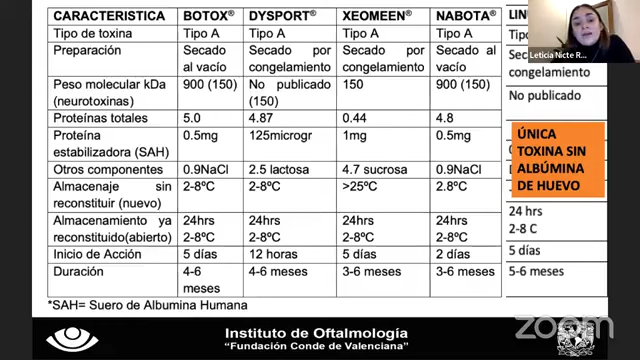 CARACTERISTICA BOTOX® DYSPORT® XEOMEEN® NABOTA®
Tipo de toxina Tipo A Tipo A Tipo A Tipo A
Preparación Secado al vacío Secado por congelamiento Secado por congelamiento Secado al vacío congelamiento
Peso molecular kDa (neurotoxinas) 900 (150) No publicado (150) 150 900 (150) No publicado
Proteínas totales 5.0 4.87 0.44 4.8
Proteína estabilizadora (SAH) 0.5mg 125microgr 1mg 0.5mg
Otros componentes 0.9NaCl 2.5 lactosa 4.7 sucrosa 0.9NaCl
Almacenaje sin reconstituir (nuevo) 2-8ºC 2-8ºC >25ºC 2.8ºC
Almacenamiento ya reconstituido(abierto) 24hrs 2-8ºC 24hrs 2-8ºC 24hrs 2-8ºC 24hrs 2-8ºC 24 hrs 2-8 C
Inicio de Acción 5 días 12 horas 5 días 2 días 5 días
Duración 4-6 meses 4-6 meses 3-6 meses 3-6 meses 5-6 meses
ÚNICA
TOXINA SIN
ALBÚMINA
DE HUEVO
Leticia Nicte R...
*SAH= Suero de Albumina Humana
Instituto de Oftalmología
“Fundación Conde de Valenciana”
zoom